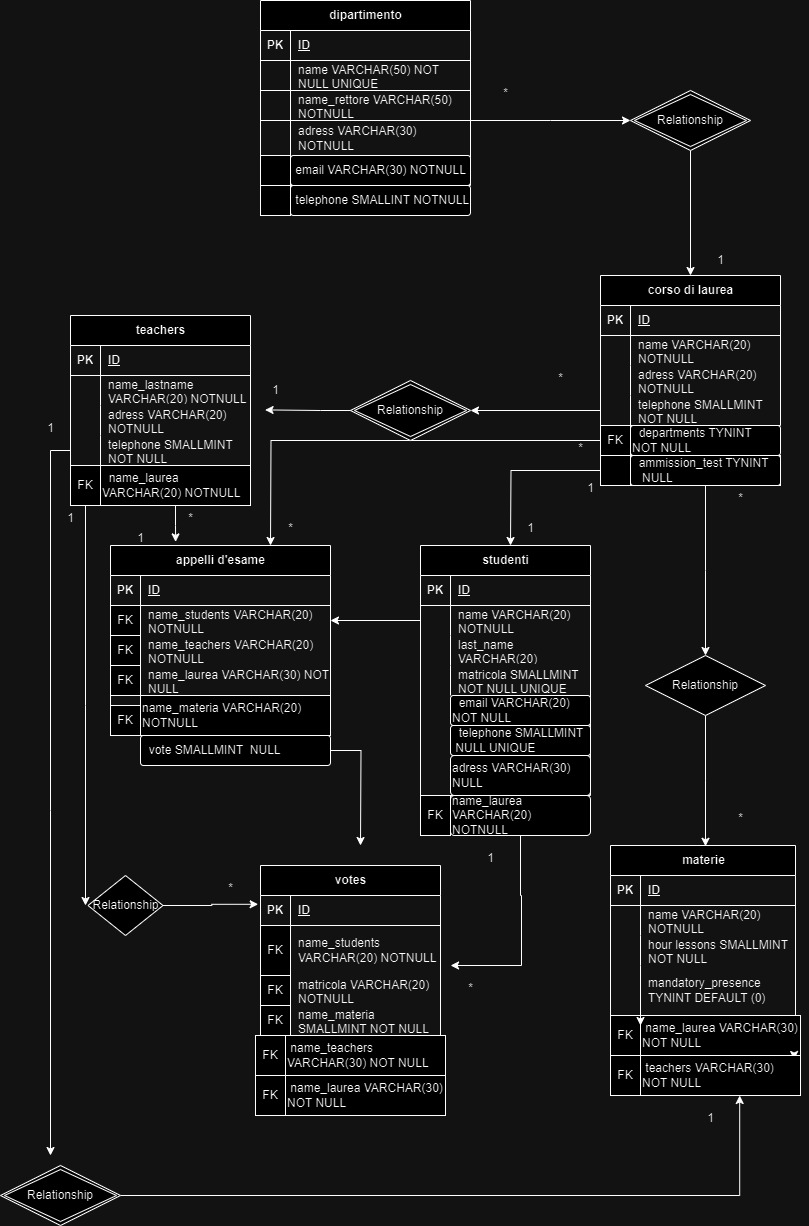 dipartimento
PK ID
name VARCHAR(50) NOT
NULL UNIQUE
name_rettore VARCHAR(50)
NOTNULL
adress VARCHAR(30)
NOTNULL
email VARCHAR(30) NOTNULL
telephone SMALLINT NOTNULL
*
Relationship
1
corso di laurea
PK ID
name VARCHAR(20)
NOTNULL
adress VARCHAR(20)
NOTNULL
telephone SMALLMINT
NOT NULL
FK departments TYNINT
NOT NULL
ammission_test TYNINT
NULL
teachers
PK ID
name_lastname
VARCHAR(20) NOTNULL
adress VARCHAR(20)
NOTNULL
telephone SMALLMINT
NOT NULL
FK name_laurea
VARCHAR(20) NOTNULL
1
Relationship
*
*
1
1
*
1
*
1
1
*
appelli d'esame
PK ID
FK name_students VARCHAR(20)
NOTNULL
FK name_teachers VARCHAR(20)
NOTNULL
FK name_laurea VARCHAR(30) NOT
NULL
FK name_materia VARCHAR(20)
NOTNULL
vote SMALLMINT NULL
studenti
PK ID
name VARCHAR(20)
NOTNULL
last_name
VARCHAR(20)
matricola SMALLMINT
NOT NULL UNIQUE
email VARCHAR(20)
NOT NULL
telephone SMALLMINT
NULL UNIQUE
adress VARCHAR(30)
NULL
FK name_laurea
VARCHAR(20)
NOTNULL
Relationship
*
1
Relationship
*
*
votes
PK ID
FK name_students
VARCHAR(20) NOTNULL
FK matricola VARCHAR(20)
NOTNULL
FK name_materia
SMALLMINT NOT NULL
FK name_teachers
VARCHAR(30) NOT NULL
FK name_laurea VARCHAR(30)
NOT NULL
materie
PK ID
name VARCHAR(20)
NOTNULL
hour lessons SMALLMINT
NOT NULL
mandatory_presence
TYNINT DEFAULT (0)
FK name_laurea VARCHAR(30)
NOT NULL
FK teachers VARCHAR(30)
NOT NULL
1
Relationship